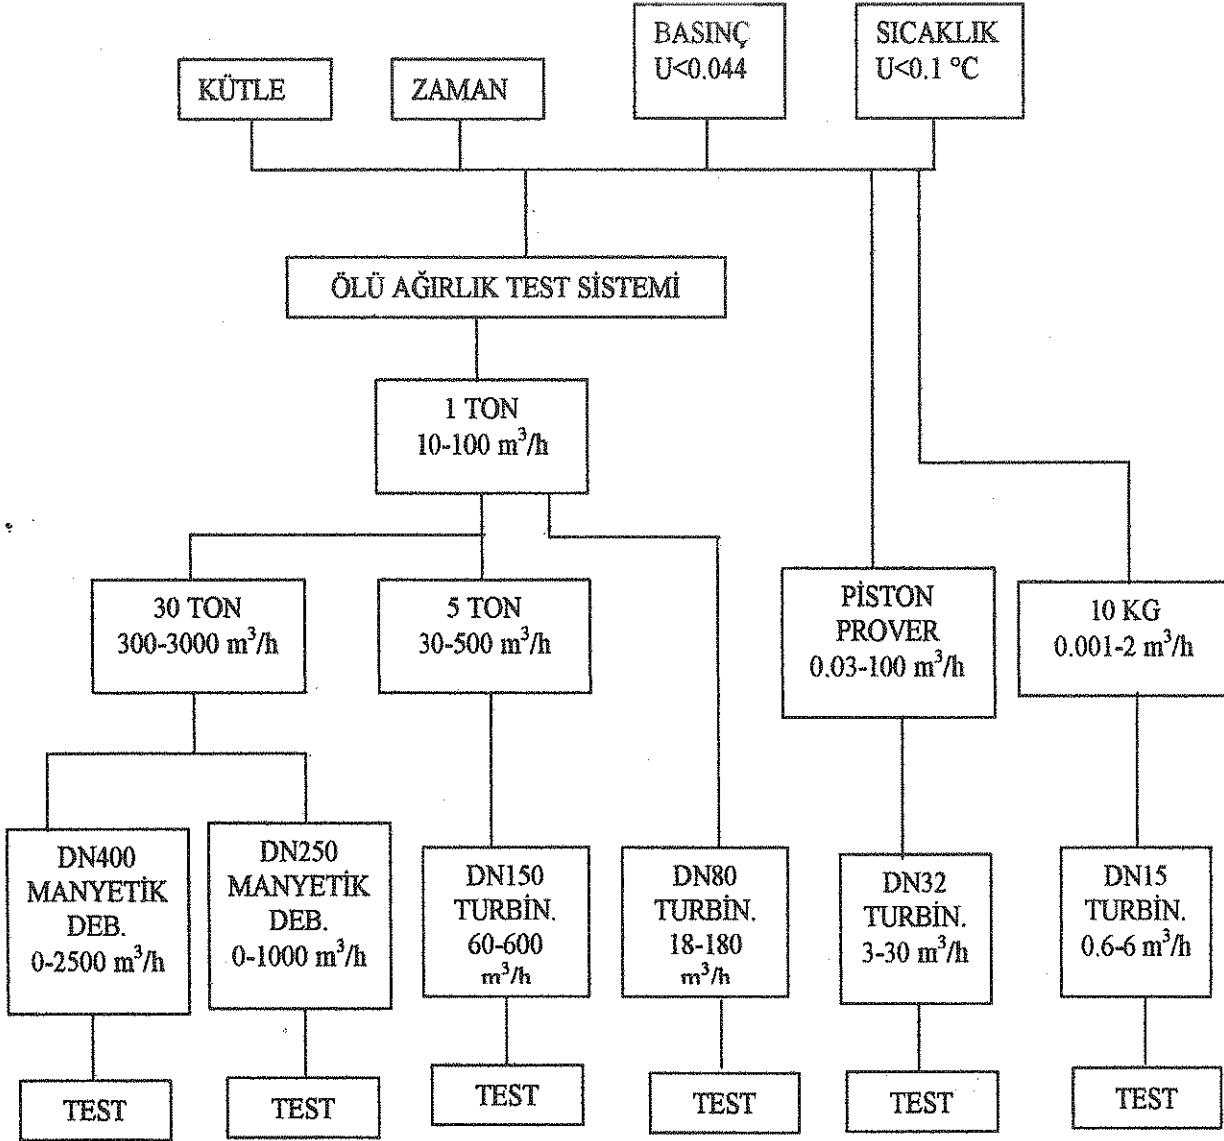 KÜTLE
ZAMAN
BASINÇ
U<0.044
SICAKLIK
U<0.1 °C
ÖLÜ AĞIRLIK TEST SİSTEMİ
1 TON
10-100 m³/h
30 TON
300-3000 m³/h
5 TON
30-500 m³/h
PİSTON
PROVER
0.03-100 m³/h
10 KG
0.001-2 m³/h
DN400
MANYETİK
DEB.
0-2500 m³/h
DN250
MANYETİK
DEB.
0-1000 m³/h
DN150
TURBİN.
60-600
m³/h
DN80
TURBİN.
18-180
m³/h
DN32
TURBİN.
3-30 m³/h
DN15
TURBİN.
0.6-6 m³/h
TEST
TEST
TEST
TEST
TEST
TEST